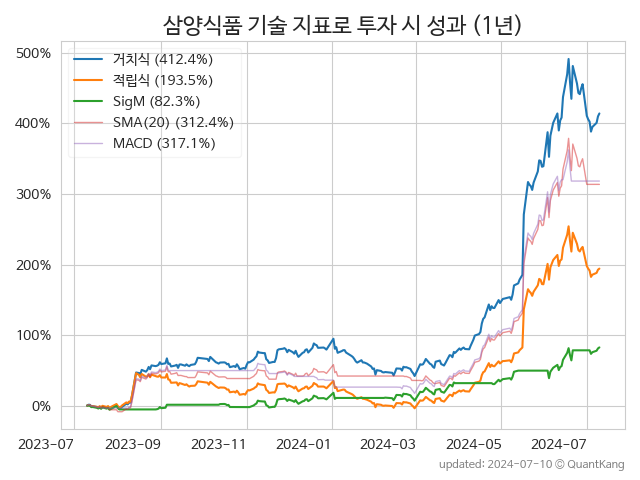 삼양식품 기술 지표로 투자 시 성과 (1년)
500%
400%
300%
200%
100%
0%
거치식 (412.4%)
적립식 (193.5%)
SigM (82.3%)
SMA(20) (312.4%)
MACD (317.1%)
2023-07
2023-09
2023-11
2024-01
2024-03
2024-05
2024-07
updated: 2024-07-10 © QuantKang